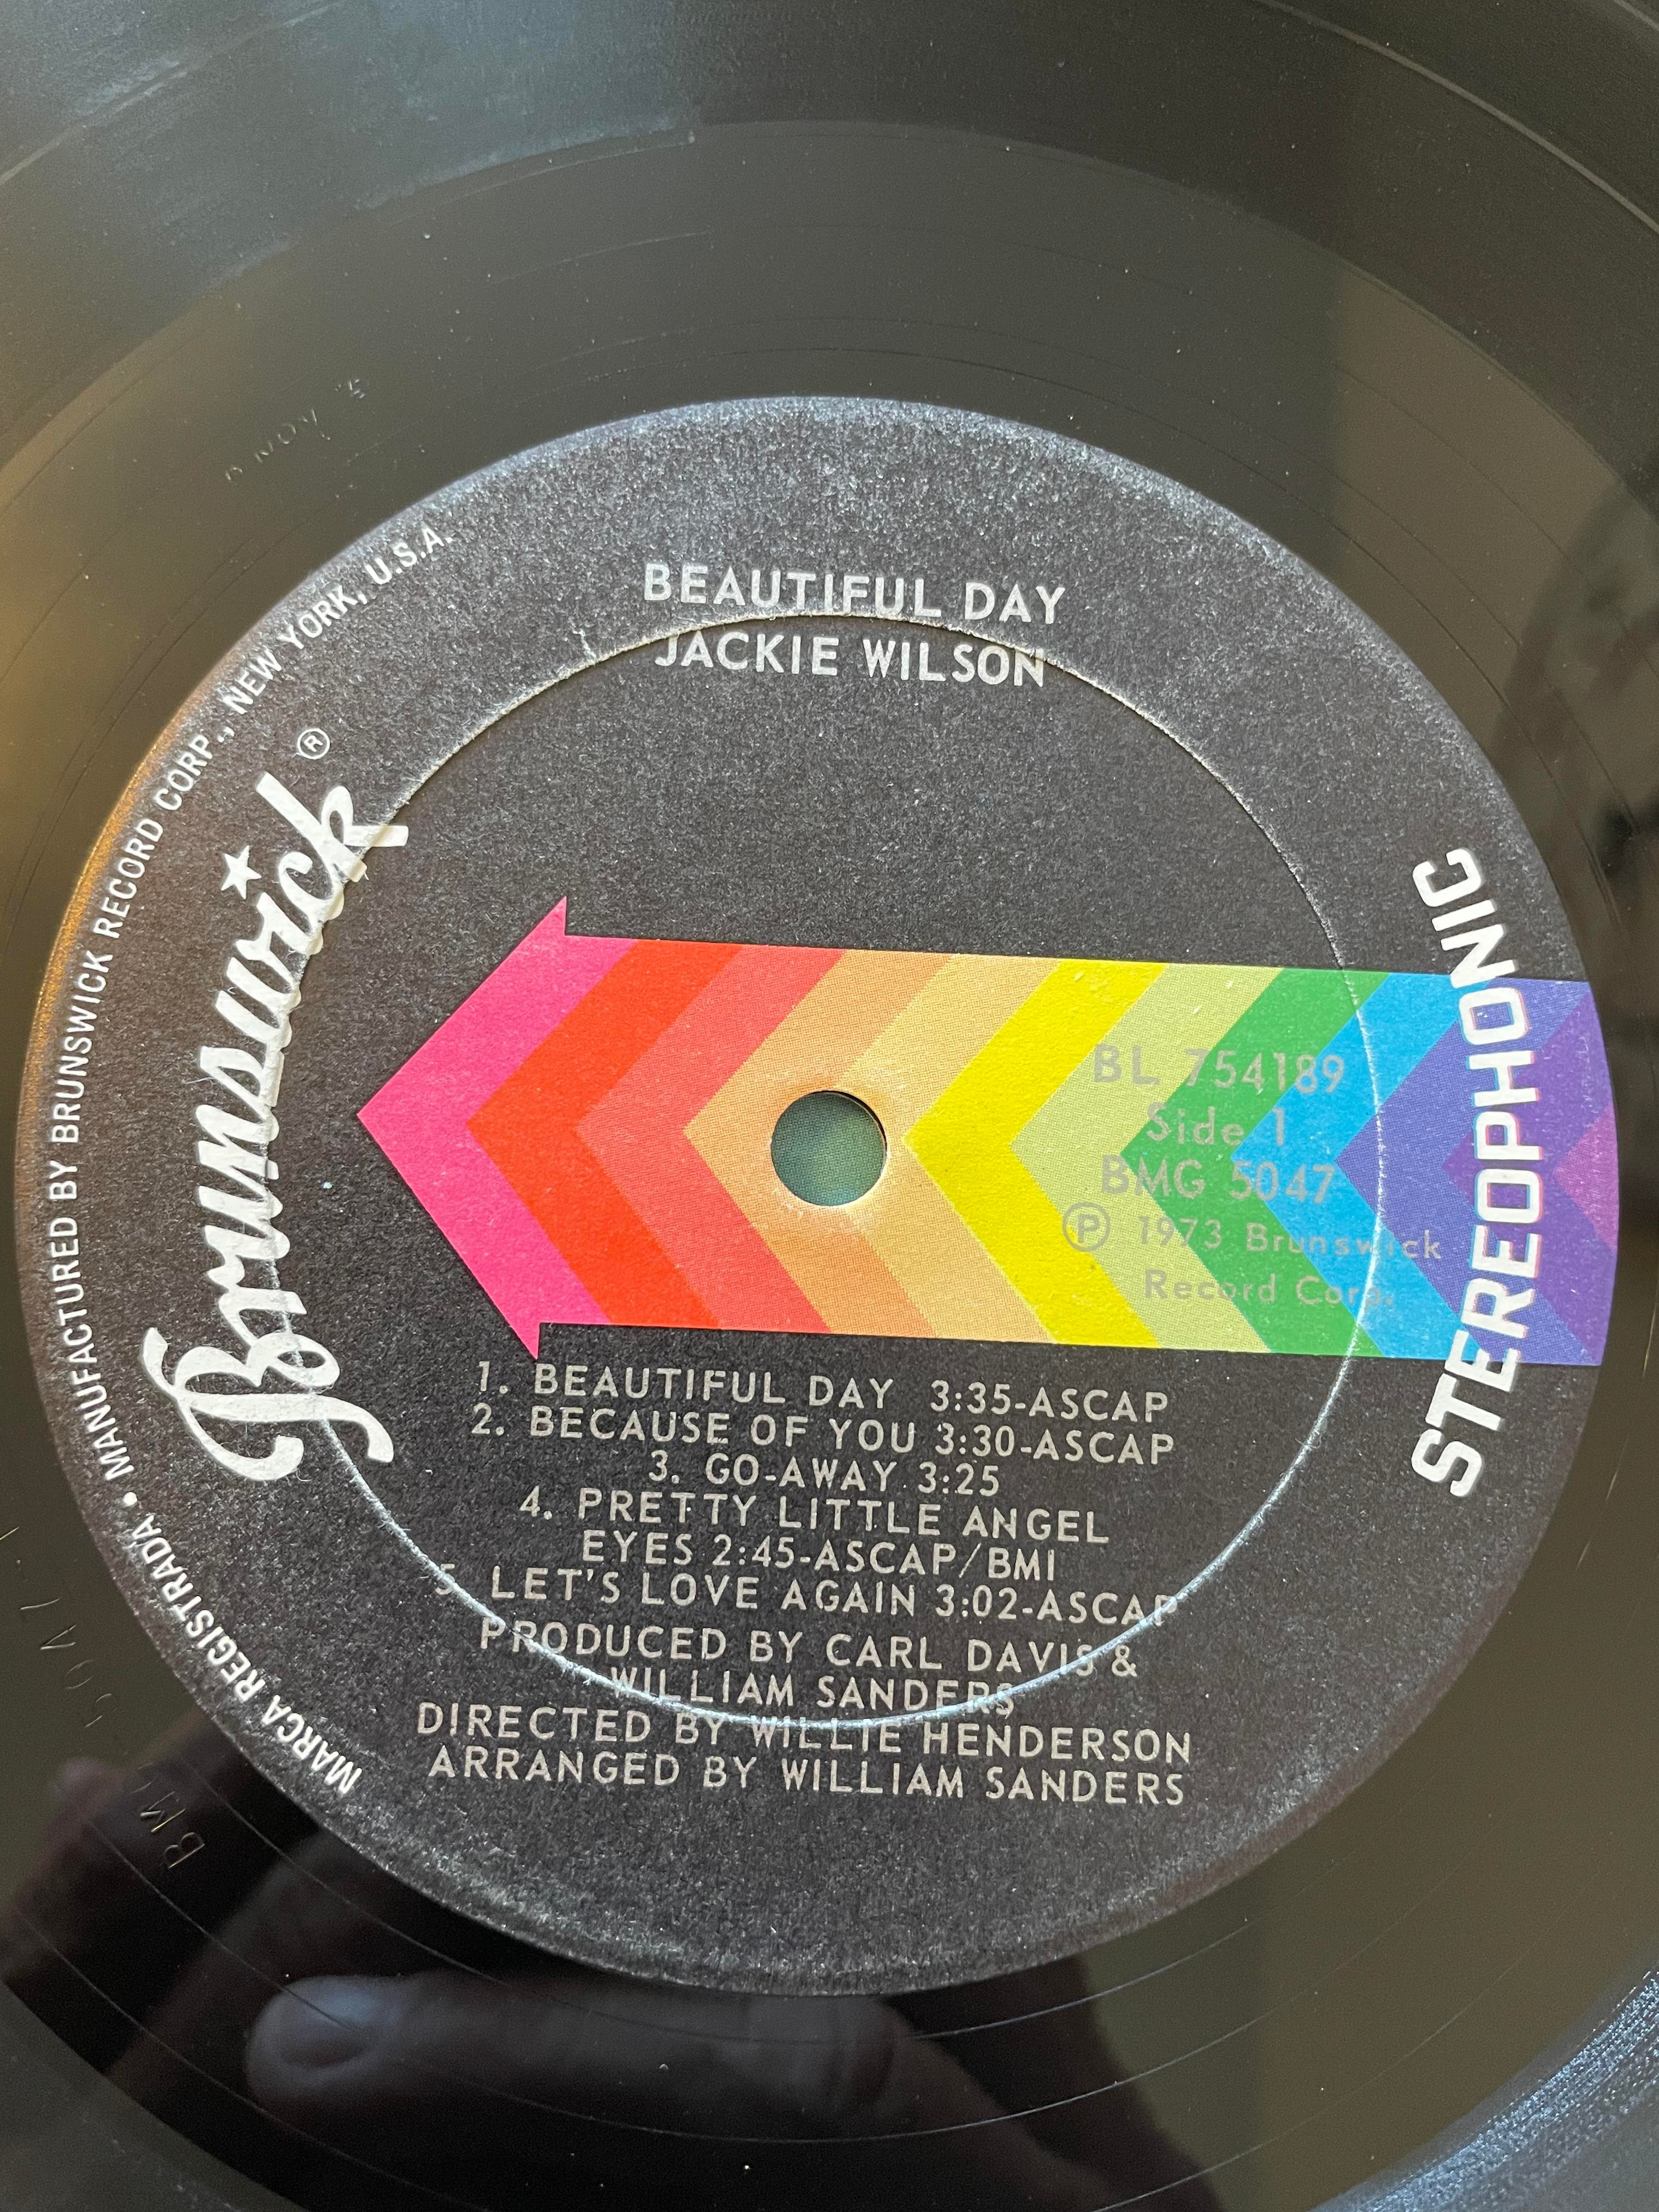 BEAUTIFUL DAY
JACKIE WILSON
Brunswick ®
MANUFACTURED BY BRUNSWICK RECORD CORP., NEW YORK, U.S.A.
MARCA REGISTRADA. •
STEREOPHONIC
BL 754189
Side 1
BMG 5047
Ⓟ 1973 Brunswick
Record Corp.
1. BEAUTIFUL DAY 3:35-ASCAP
2. BECAUSE OF YOU 3:30-ASCAP
3. GO-AWAY 3:25
4. PRETTY LITTLE ANGEL
EYES 2:45-ASCAP/BMI
5. LET'S LOVE AGAIN 3:02-ASCAP
PRODUCED BY CARL DAVIS &
WILLIAM SANDERS
DIRECTED BY WILLIE HENDERSON
ARRANGED BY WILLIAM SANDERS